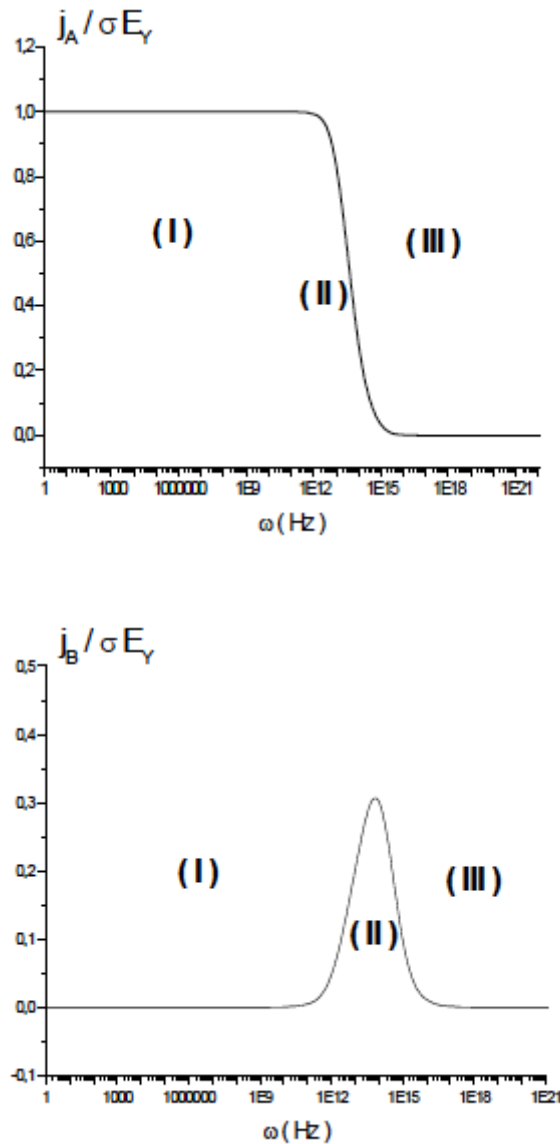 j_A / σE_Y
1,2
1,0
0,8
0,6
0,4
0,2
0,0
( I )
( II )
( III )
1 1000 1000000 1E9 1E12 1E15 1E18 1E21
ω ( Hz )
j_B / σE_Y
0,5
0,4
0,3
0,2
0,1
0,0
-0,1
( I )
( II )
( III )
1 1000 1000000 1E9 1E12 1E15 1E18 1E21
ω ( Hz )